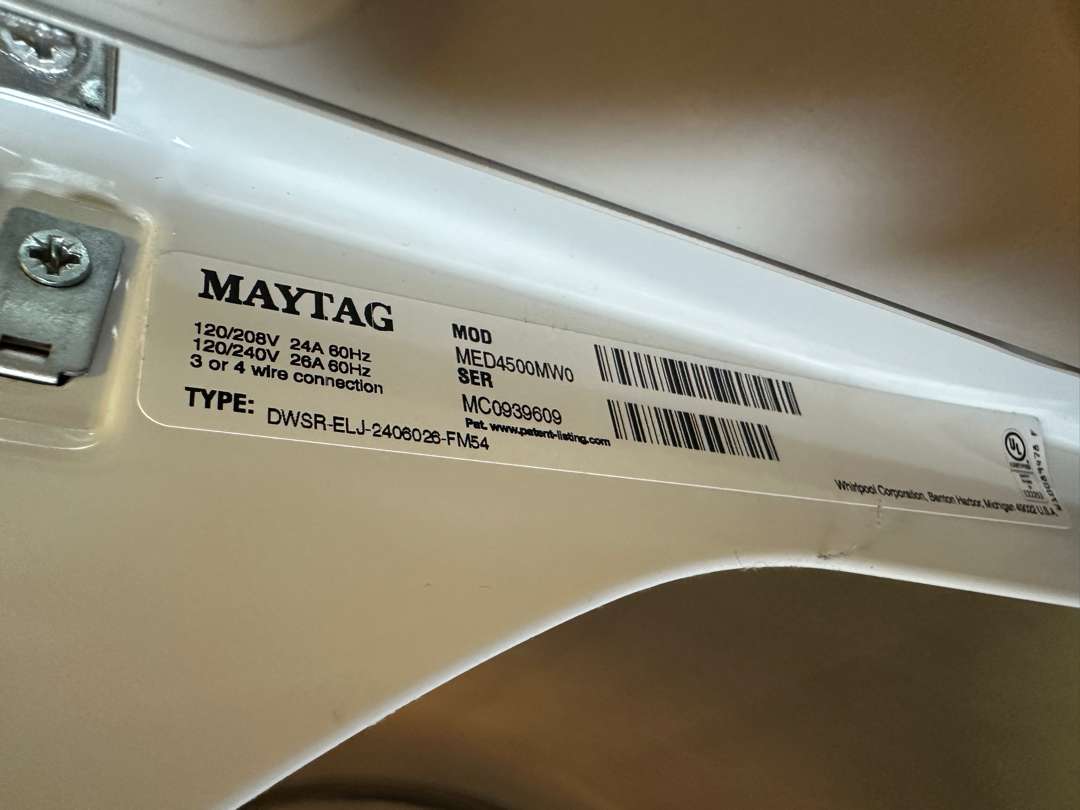 MAYTAG
120/208V 24A 60Hz
120/240V 26A 60Hz
3 or 4 wire connection
TYPE: DWSR-ELJ-2406026-FM54
MOD
MED4500MW0
SER
MC0939609
Pat. www.patent-listing.com
UL
Whirlpool Corporation, Benton Harbor, Michigan 49022 U.S.A.